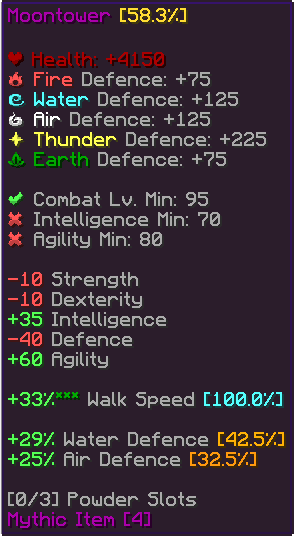 Moontower [58.3%]
Health: +4150
Fire Defence: +75
Water Defence: +125
Air Defence: +125
Thunder Defence: +225
Earth Defence: +75
✔ Combat Lv. Min: 95
✖ Intelligence Min: 70
✖ Agility Min: 80
-10 Strength
-10 Dexterity
+35 Intelligence
-40 Defence
+60 Agility
+33%*** Walk Speed [100.0%]
+29% Water Defence [42.5%]
+25% Air Defence [32.5%]
[0/3] Powder Slots
Mythic Item [4]